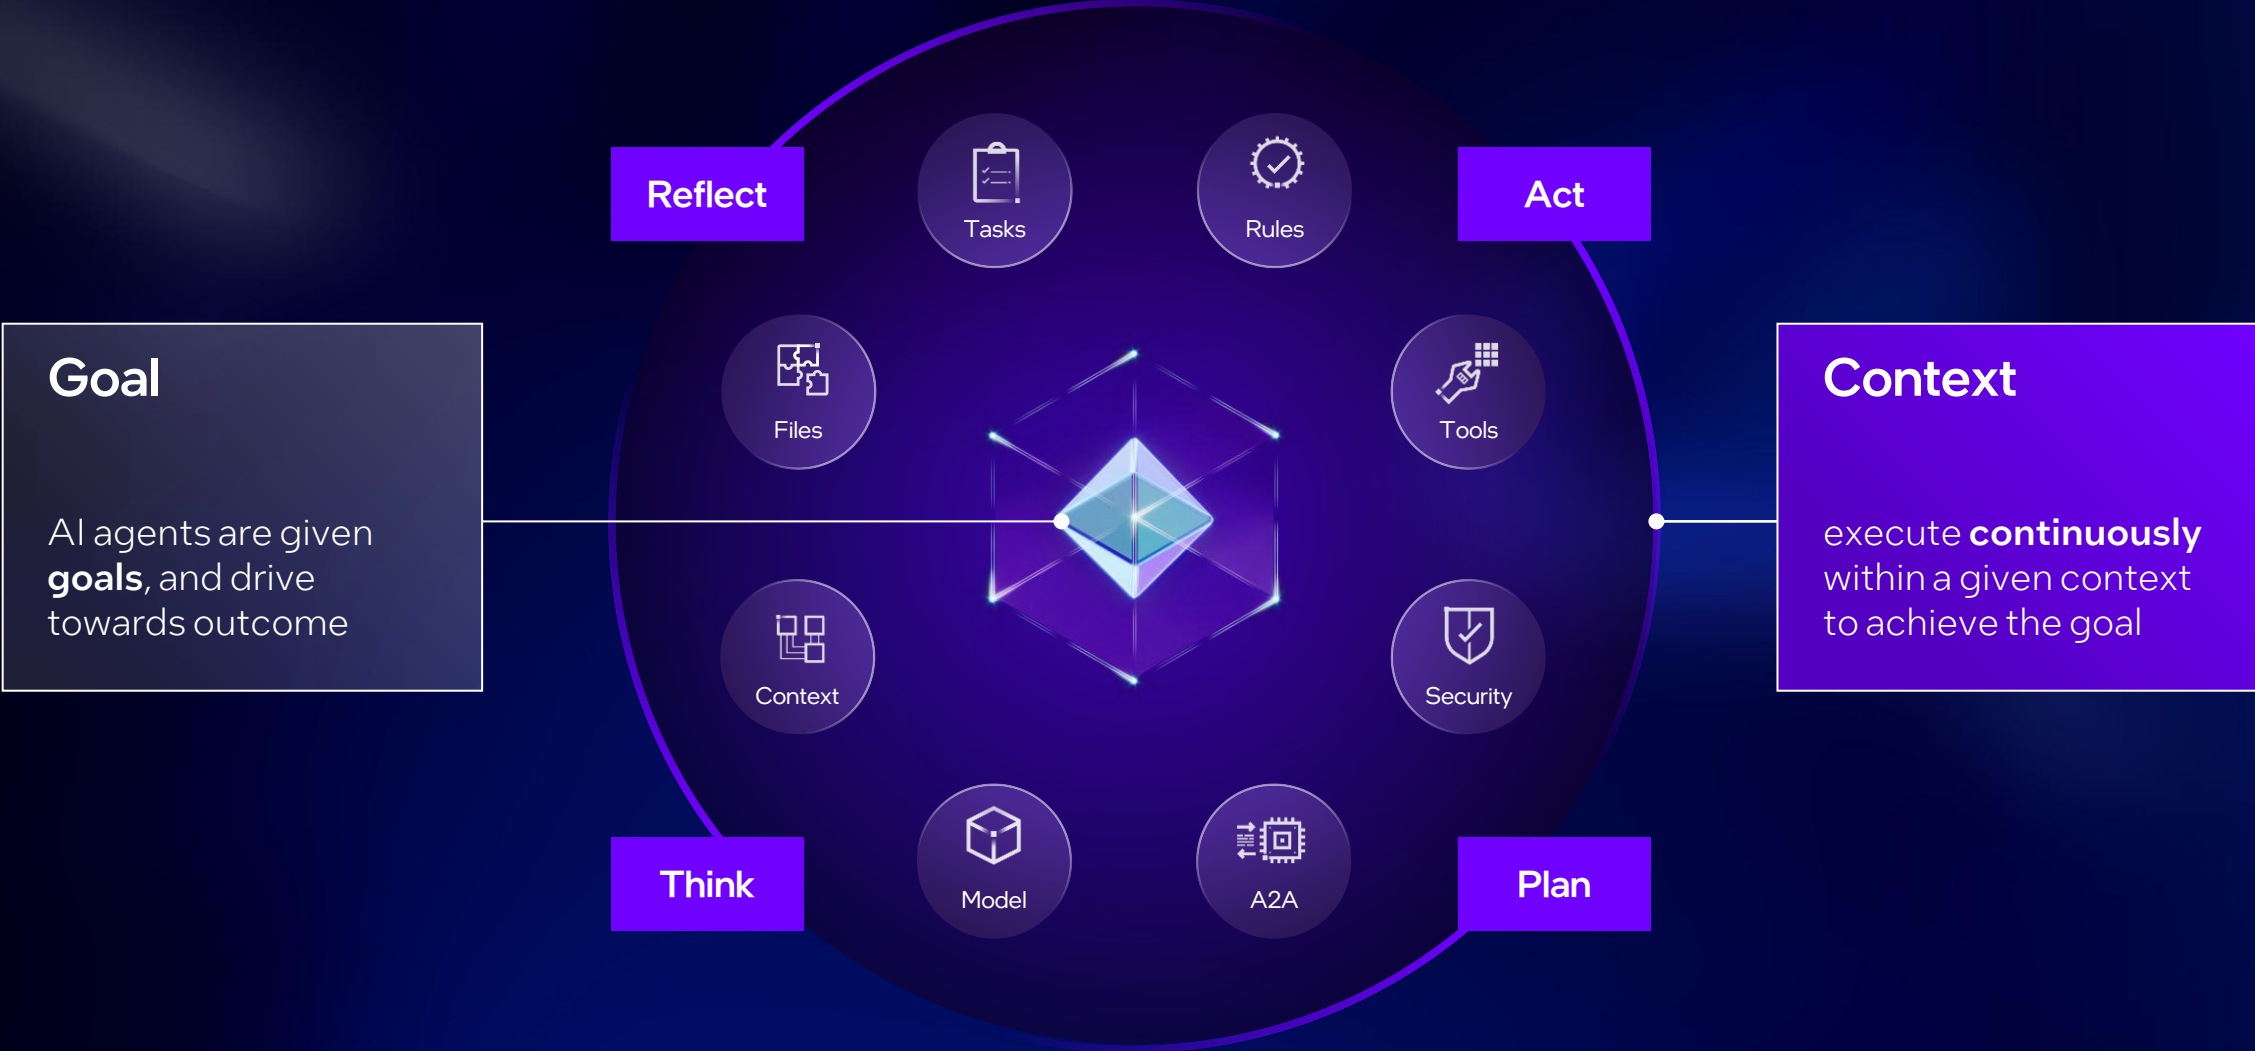 Reflect
Tasks
Rules
Act
Goal
AI agents are given
goals, and drive
towards outcome
Files
Tools
Context
execute continuously
within a given context
to achieve the goal
Context
Security
Think
Model
A2A
Plan